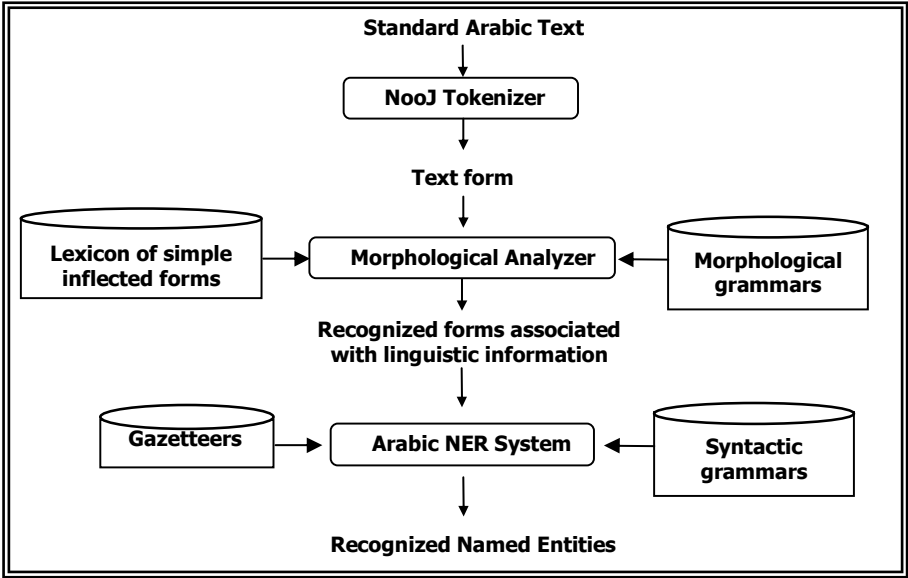 Standard Arabic Text
NooJ Tokenizer
Text form
Lexicon of simple
inflected forms
Morphological Analyzer
Morphological
grammars
Recognized forms associated
with linguistic information
Gazetteers
Arabic NER System
Syntactic
grammars
Recognized Named Entities